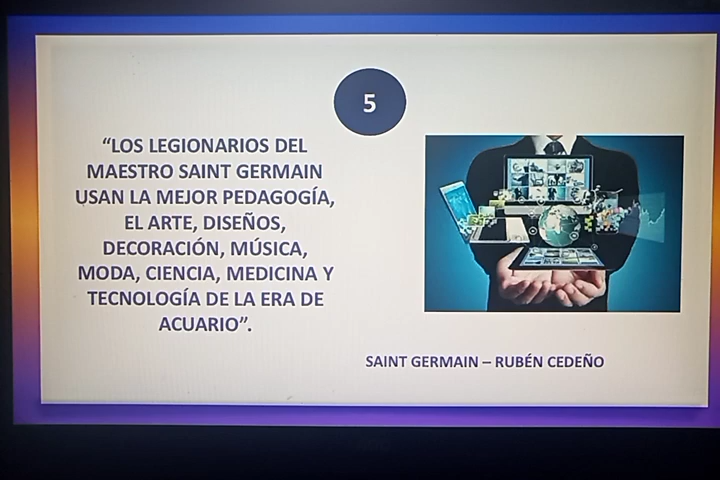 5
“LOS LEGIONARIOS DEL
MAESTRO SAINT GERMAIN
USAN LA MEJOR PEDAGOGÍA,
EL ARTE, DISEÑOS,
DECORACIÓN, MÚSICA,
MODA, CIENCIA, MEDICINA Y
TECNOLOGÍA DE LA ERA DE
ACUARIO”.
SAINT GERMAIN – RUBÉN CEDEÑO